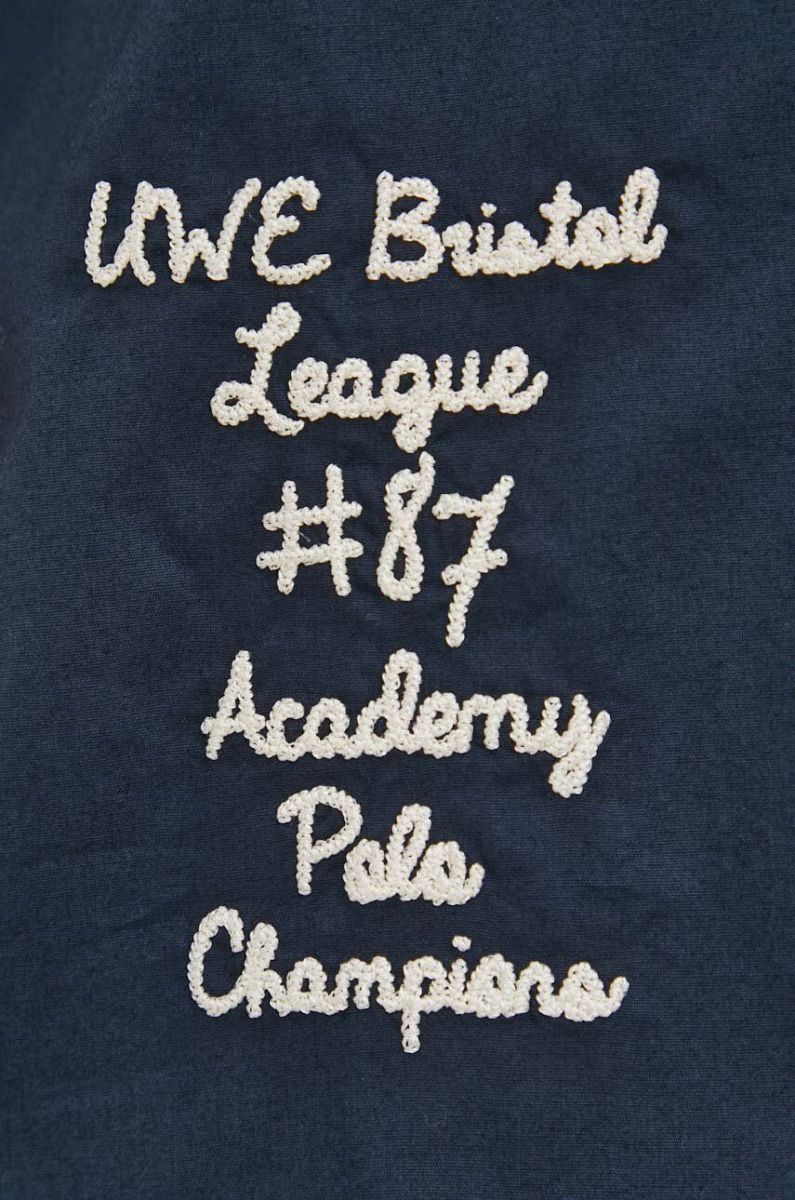 UWE Bristol
League
#87
Academy
Polo
Champions